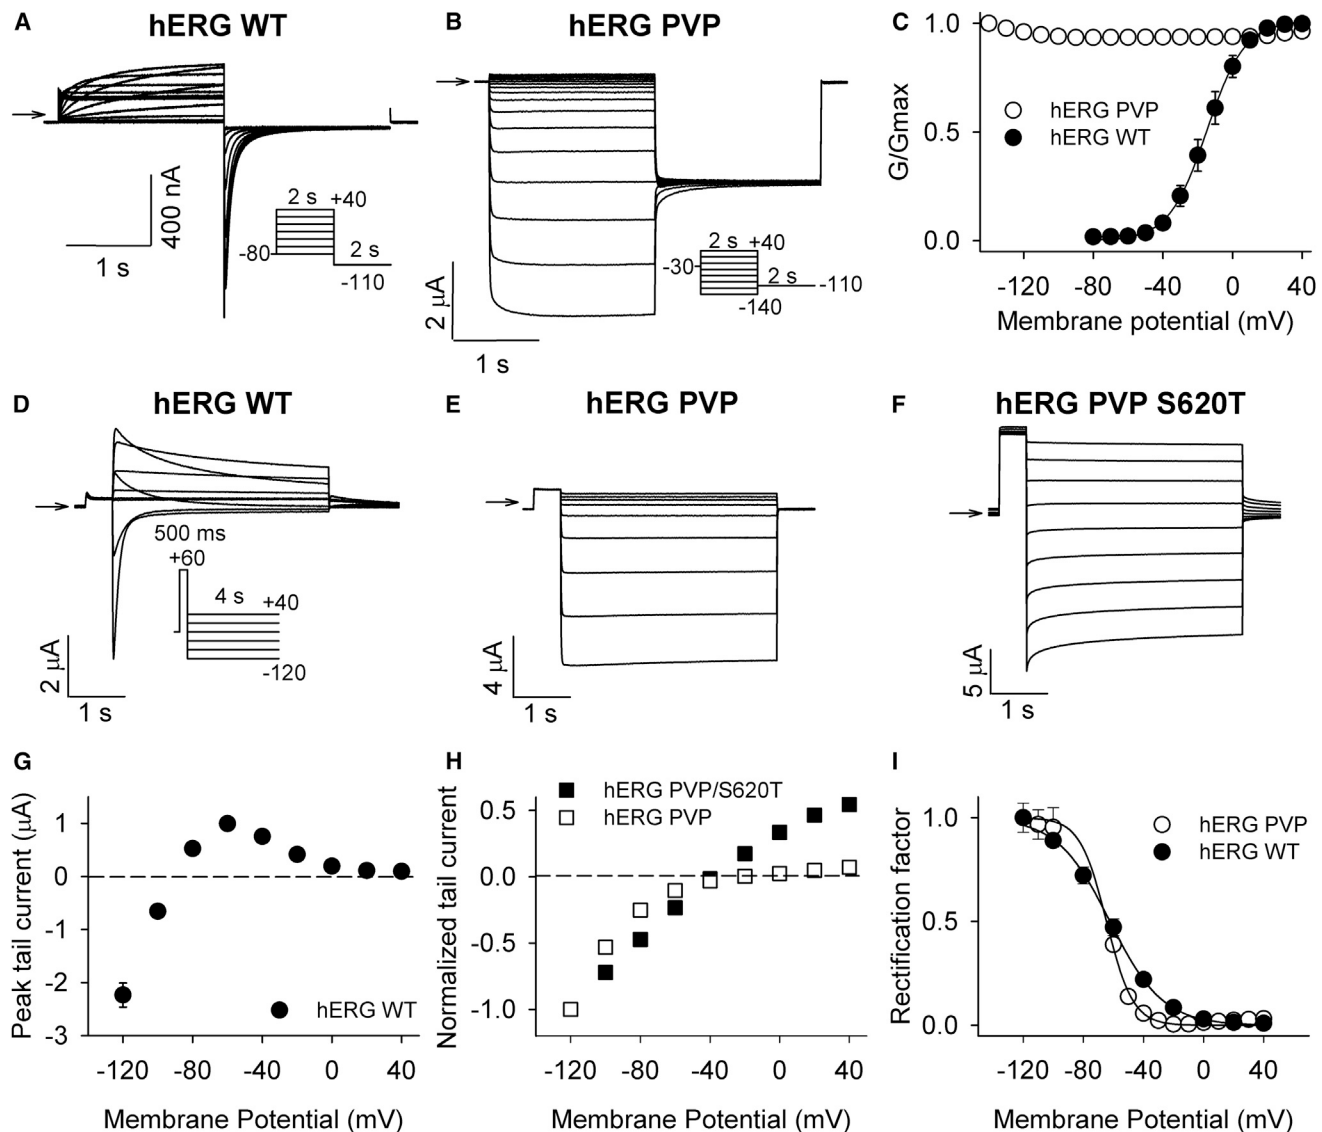 A
hERG WT
400 nA
1 s
2 s +40
-80
2 s
-110
B
hERG PVP
2 μA
1 s
2 s +40
-30
2 s
-110
-140
C
1.0
0.5
0.0
G/Gmax
hERG PVP
hERG WT
-120 -80 -40 0 40
Membrane potential (mV)
D
hERG WT
500 ms
+60
4 s
+40
-120
2 μA
1 s
E
hERG PVP
4 μA
1 s
F
hERG PVP S620T
5 μA
1 s
G
Peak tail current (μA)
1
0
-1
-2
-3
hERG WT
-120 -80 -40 0 40
Membrane Potential (mV)
H
Normalized tail current
0.5
0.0
-0.5
-1.0
hERG PVP/S620T
hERG PVP
-120 -80 -40 0 40
Membrane Potential (mV)
I
Rectification factor
1.0
0.5
0.0
hERG PVP
hERG WT
-120 -80 -40 0 40
Membrane Potential (mV)